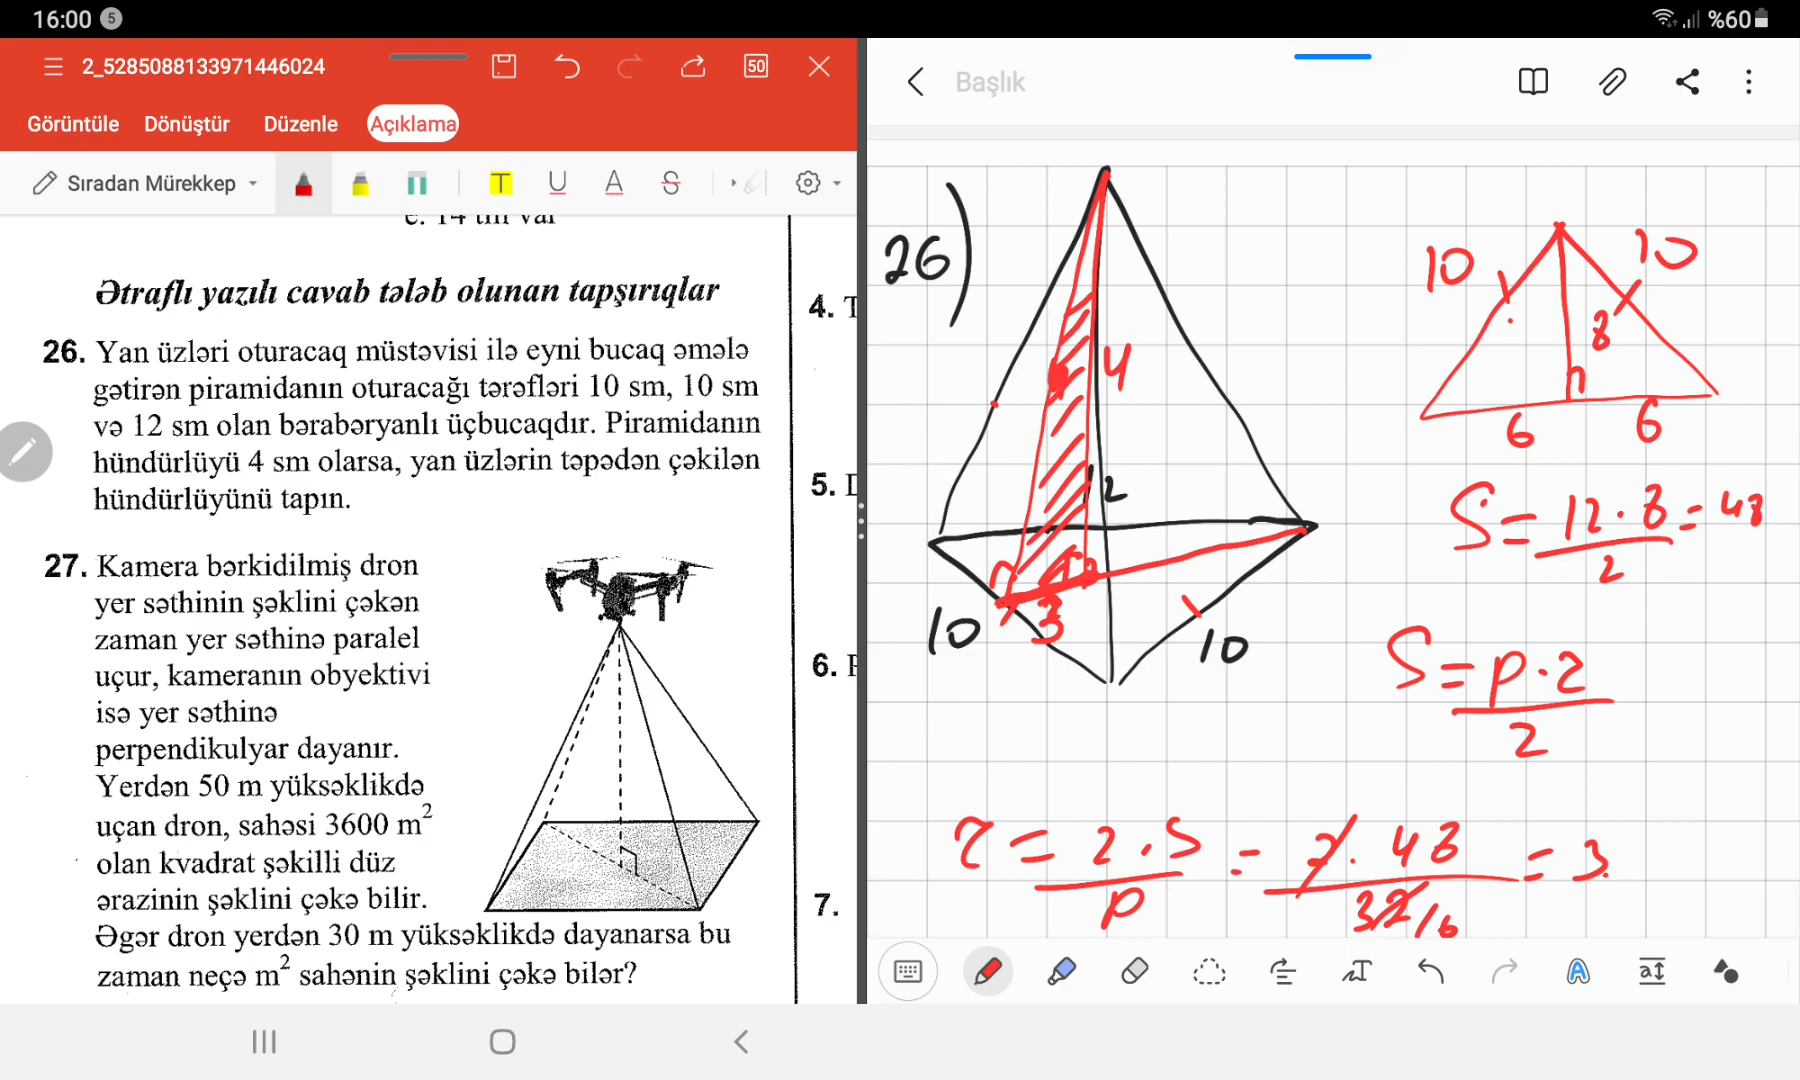 16:00 5 %60
2_5285088133971446024 50
Görüntüle Dönüştür Düzenle Açıklama
Sıradan Mürekkep T U A S
e. 14 tin var
Ətraflı yazılı cavab tələb olunan tapşırıqlar
26. Yan üzləri oturacaq müstəvisi ilə eyni bucaq əmələ
gətirən piramidanın oturacağı tərəfləri 10 sm, 10 sm
və 12 sm olan bərabəryanlı üçbucaqdır. Piramidanın
hündürlüyü 4 sm olarsa, yan üzlərin təpədən çəkilən
hündürlüyünü tapın.
27. Kamera bərkidilmiş dron
yer səthinin şəklini çəkən
zaman yer səthinə paralel
uçur, kameranın obyektivi
isə yer səthinə
perpendikulyar dayanır.
Yerdən 50 m yüksəklikdə
uçan dron, sahəsi 3600 m²
olan kvadrat şəkilli düz
ərazinin şəklini çəkə bilir.
Əgər dron yerdən 30 m yüksəklikdə dayanarsa bu
zaman neçə m² sahənin şəklini çəkə bilər?
4. T
5. I
6. F
7.
Başlık
26)
4
12
10
3
10
10
10
8
6
6
S = 12·8/2 = 48
S = p·r/2
r = 2·S/p = 2·48/32/16 = 3